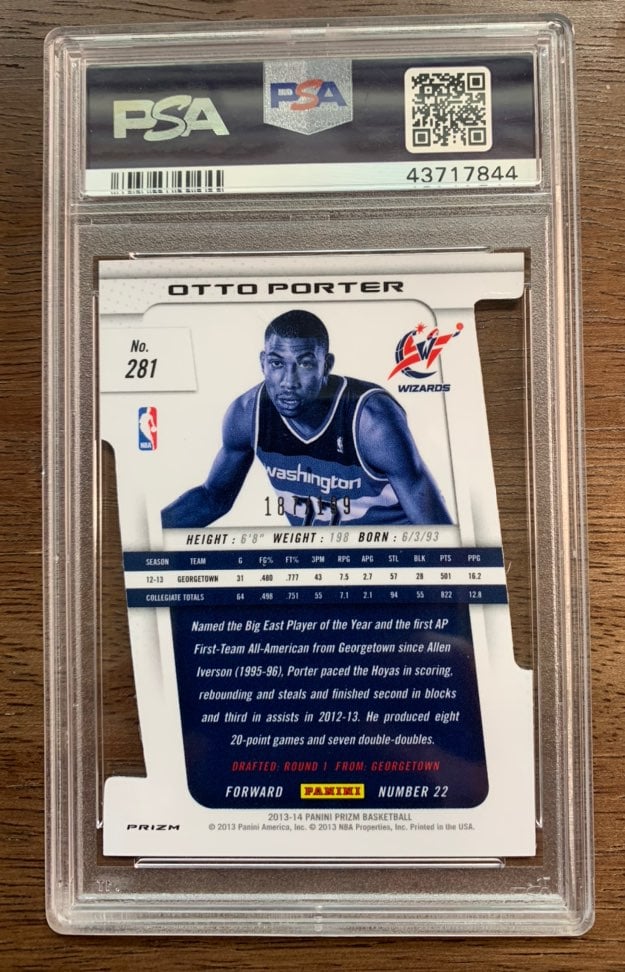 PSA
PSA
43717844
OTTO PORTER
No.
281
NBA
WIZARDS
washington
HEIGHT : 6'8" WEIGHT : 198 BORN : 6/3/93
SEASON TEAM G FG% FT% 3PM RPG APG STL BLK PTS PPG
12-13 GEORGETOWN 31 .480 .777 43 7.5 2.7 57 28 501 16.2
COLLEGIATE TOTALS 64 .498 .751 55 7.1 2.1 94 55 822 12.8
Named the Big East Player of the Year and the first AP
First-Team All-American from Georgetown since Allen
Iverson (1995-96), Porter paced the Hoyas in scoring,
rebounding and steals and finished second in blocks
and third in assists in 2012-13. He produced eight
20-point games and seven double-doubles.
DRAFTED: ROUND 1 FROM: GEORGETOWN
FORWARD PANINI NUMBER 22
2013-14 PANINI PRIZM BASKETBALL
PRIZM © 2013 Panini America, Inc. © 2013 NBA Properties, Inc. Printed in the USA.